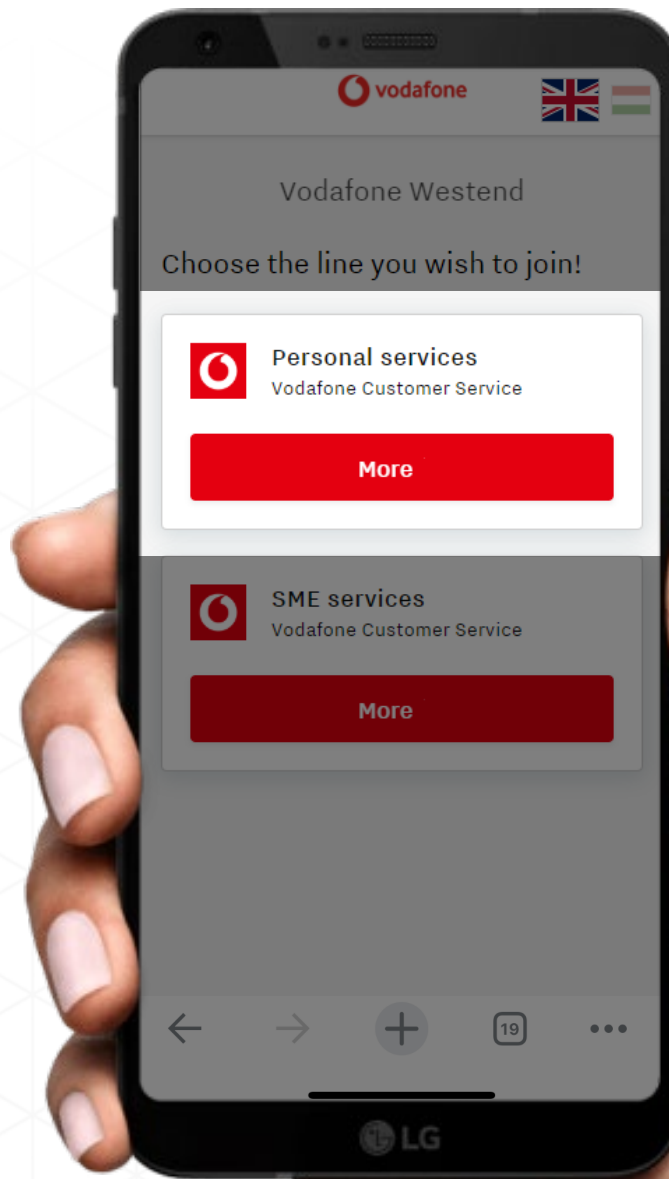 vodafone
Vodafone Westend
Choose the line you wish to join!
Personal services
Vodafone Customer Service
More
SME services
Vodafone Customer Service
More
19
LG